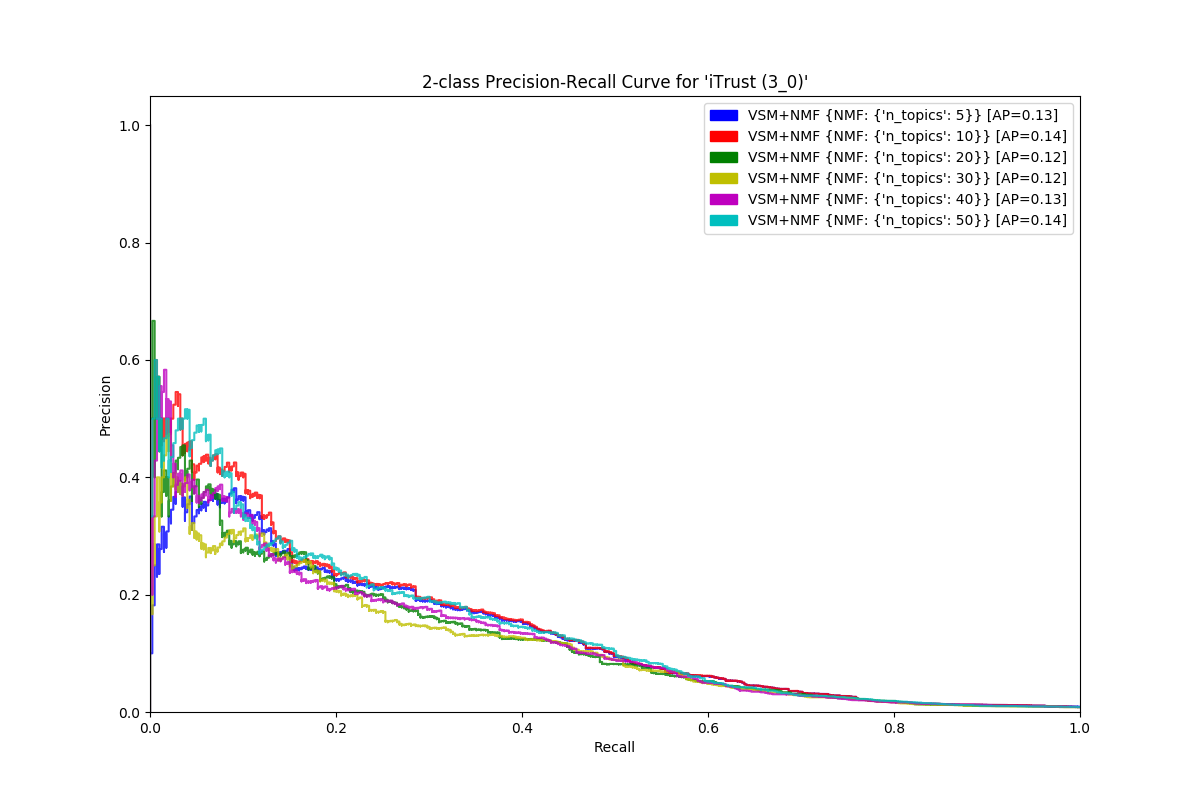 2-class Precision-Recall Curve for 'iTrust (3_0)'
VSM+NMF {NMF: {'n_topics': 5}} [AP=0.13]
VSM+NMF {NMF: {'n_topics': 10}} [AP=0.14]
VSM+NMF {NMF: {'n_topics': 20}} [AP=0.12]
VSM+NMF {NMF: {'n_topics': 30}} [AP=0.12]
VSM+NMF {NMF: {'n_topics': 40}} [AP=0.13]
VSM+NMF {NMF: {'n_topics': 50}} [AP=0.14]
1.0
0.8
0.6
0.4
0.2
0.0
Precision
0.0 0.2 0.4 0.6 0.8 1.0
Recall